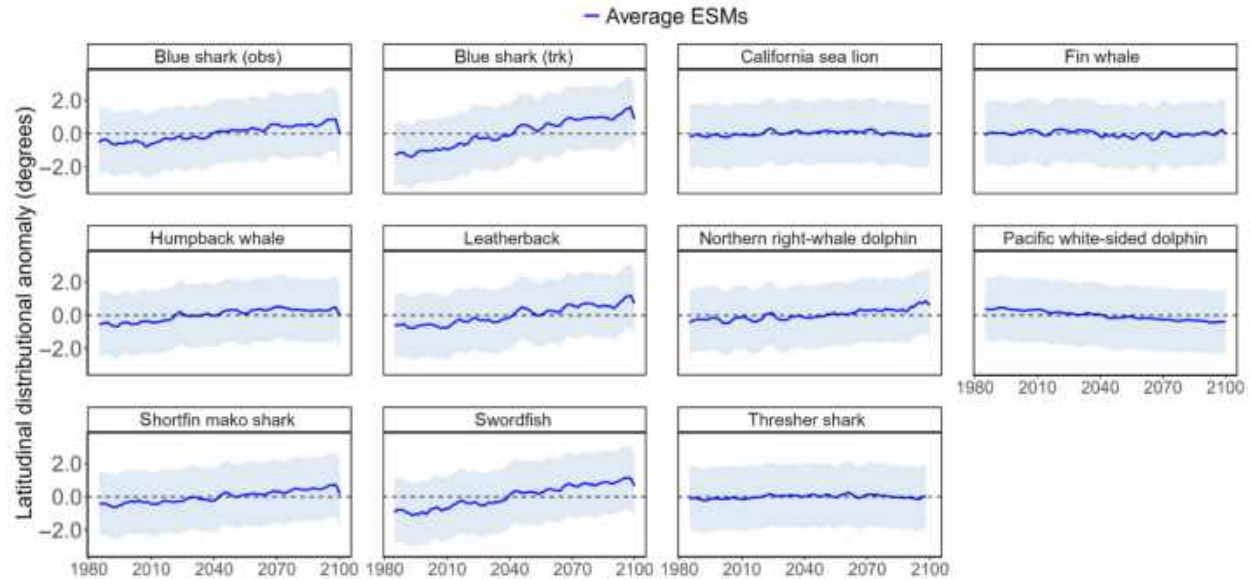 Average ESMs
Latitudinal distributional anomaly (degrees)
Blue shark (obs) Blue shark (trk) California sea lion Fin whale
2.0
0.0
−2.0
Humpback whale Leatherback Northern right-whale dolphin Pacific white-sided dolphin
2.0
0.0
−2.0
1980 2010 2040 2070 2100
Shortfin mako shark Swordfish Thresher shark
2.0
0.0
−2.0
1980 2010 2040 2070 2100 1980 2010 2040 2070 2100 1980 2010 2040 2070 2100